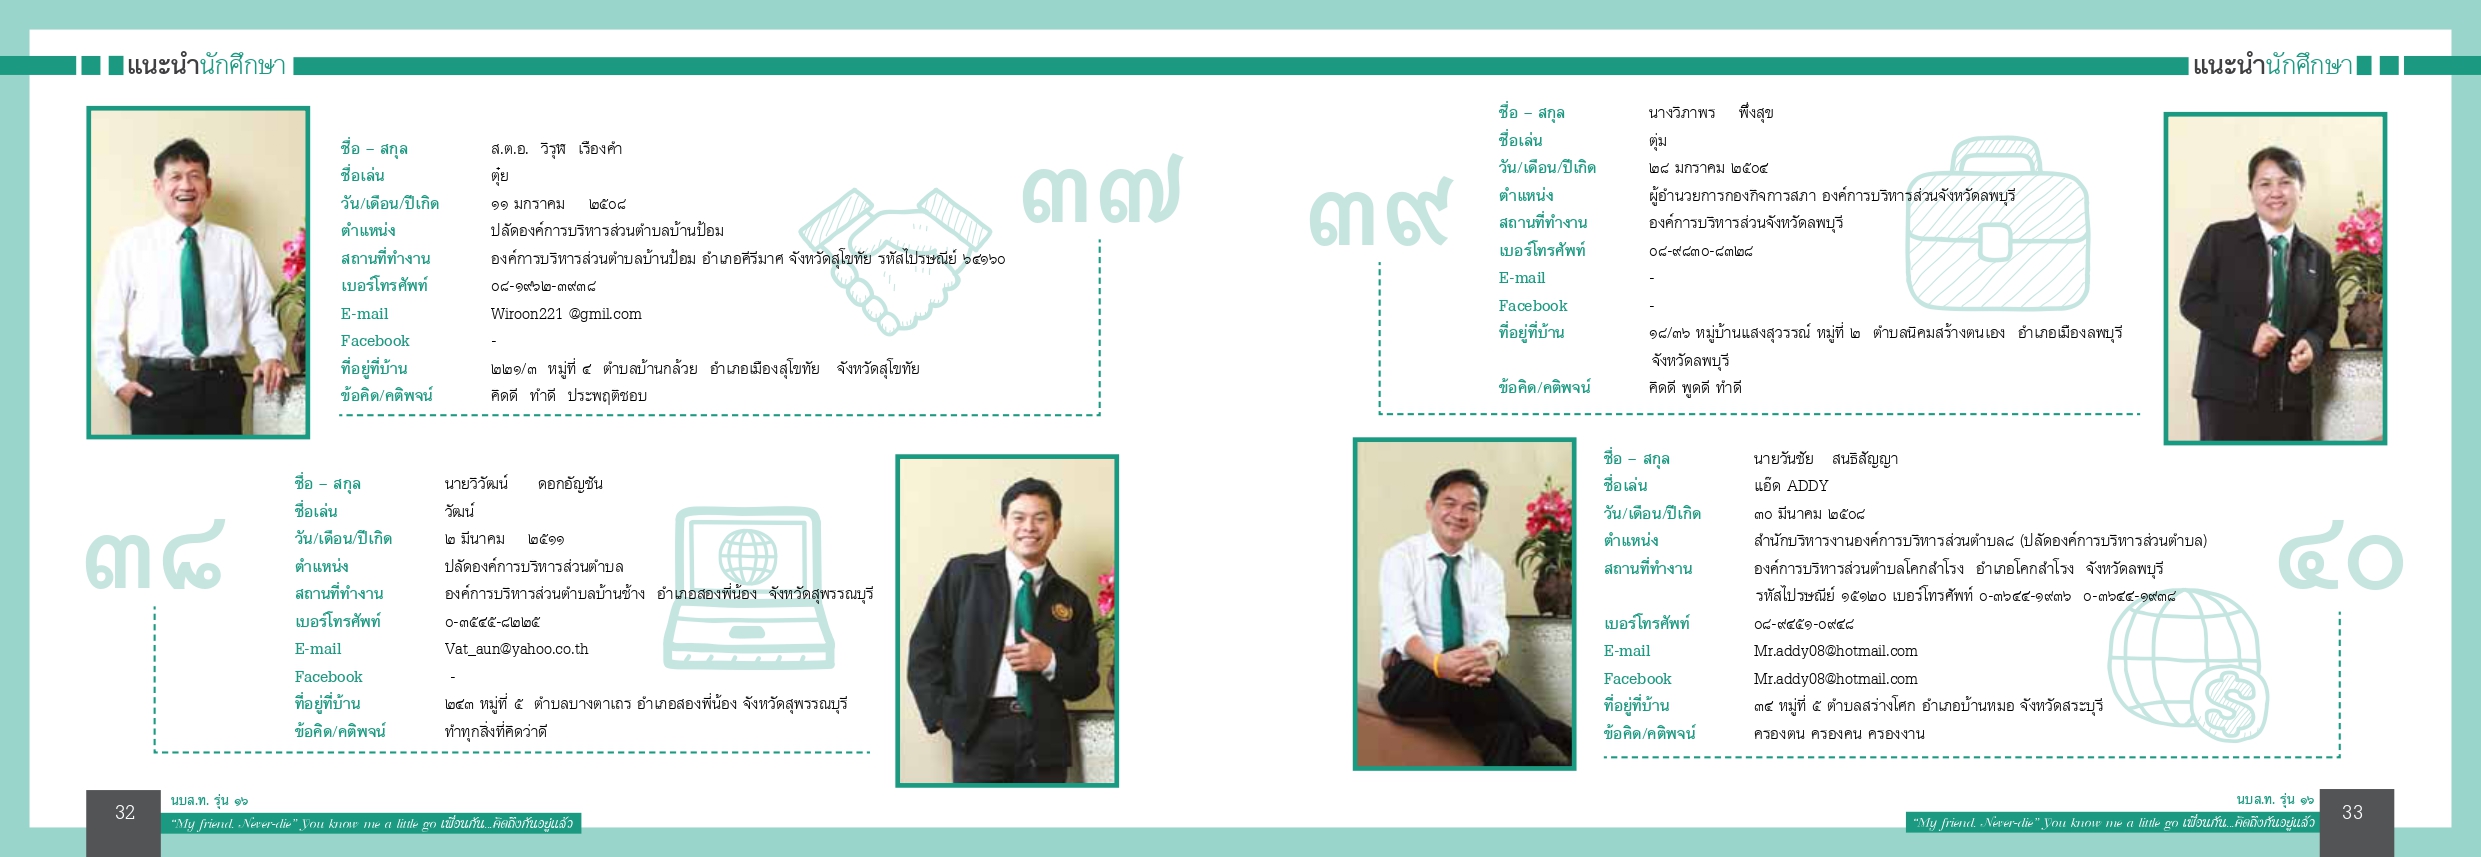 แนะนำนักศึกษา
๓๗
ชื่อ – สกุล ส.ต.อ. วิรุฬ เรืองคำ
ชื่อเล่น ตุ๋ย
วัน/เดือน/ปีเกิด ๑๑ มกราคม ๒๕๐๘
ตำแหน่ง ปลัดองค์การบริหารส่วนตำบลบ้านป้อม
สถานที่ทำงาน องค์การบริหารส่วนตำบลบ้านป้อม อำเภอคีรีมาศ จังหวัดสุโขทัย รหัสไปรษณีย์ ๖๔๑๖๐
เบอร์โทรศัพท์ ๐๘-๑๙๖๒-๓๙๓๘
E-mail Wiroon221 @gmil.com
Facebook -
ที่อยู่ที่บ้าน ๒๒๑/๓ หมู่ที่ ๔ ตำบลบ้านกล้วย อำเภอเมืองสุโขทัย จังหวัดสุโขทัย
ข้อคิด/คติพจน์ คิดดี ทำดี ประพฤติชอบ
๓๘
ชื่อ – สกุล นายวิวัฒน์ ดอกอัญชัน
ชื่อเล่น วัฒน์
วัน/เดือน/ปีเกิด ๒ มีนาคม ๒๕๑๑
ตำแหน่ง ปลัดองค์การบริหารส่วนตำบล
สถานที่ทำงาน องค์การบริหารส่วนตำบลบ้านช้าง อำเภอสองพี่น้อง จังหวัดสุพรรณบุรี
เบอร์โทรศัพท์ ๐-๓๕๔๕-๘๒๒๕
E-mail Vat_aun@yahoo.co.th
Facebook -
ที่อยู่ที่บ้าน ๒๔๓ หมู่ที่ ๕ ตำบลบางตาเถร อำเภอสองพี่น้อง จังหวัดสุพรรณบุรี
ข้อคิด/คติพจน์ ทำทุกสิ่งที่คิดว่าดี
32
นบส.ท. รุ่น ๑๖
“My friend. Never-die” You know me a little go เพื่อนกัน...คิดถึงกันอยู่แล้ว
แนะนำนักศึกษา
๓๙
ชื่อ – สกุล นางวิภาพร พึ่งสุข
ชื่อเล่น ตุ่ม
วัน/เดือน/ปีเกิด ๒๘ มกราคม ๒๕๐๔
ตำแหน่ง ผู้อำนวยการกองกิจการสภา องค์การบริหารส่วนจังหวัดลพบุรี
สถานที่ทำงาน องค์การบริหารส่วนจังหวัดลพบุรี
เบอร์โทรศัพท์ ๐๘-๙๘๓๐-๘๓๒๘
E-mail -
Facebook -
ที่อยู่ที่บ้าน ๑๘/๓๖ หมู่บ้านแสงสุวรรณ์ หมู่ที่ ๒ ตำบลนิคมสร้างตนเอง อำเภอเมืองลพบุรี
จังหวัดลพบุรี
ข้อคิด/คติพจน์ คิดดี พูดดี ทำดี
๔๐
ชื่อ – สกุล นายวันชัย สนธิสัญญา
ชื่อเล่น แอ๊ด ADDY
วัน/เดือน/ปีเกิด ๓๐ มีนาคม ๒๕๐๘
ตำแหน่ง สำนักบริหารงานองค์การบริหารส่วนตำบล๘ (ปลัดองค์การบริหารส่วนตำบล)
สถานที่ทำงาน องค์การบริหารส่วนตำบลโคกสำโรง อำเภอโคกสำโรง จังหวัดลพบุรี
รหัสไปรษณีย์ ๑๕๑๒๐ เบอร์โทรศัพท์ ๐-๓๖๔๔-๑๙๓๖ ๐-๓๖๔๔-๑๙๓๘
เบอร์โทรศัพท์ ๐๘-๙๔๕๑-๐๙๔๘
E-mail Mr.addy08@hotmail.com
Facebook Mr.addy08@hotmail.com
ที่อยู่ที่บ้าน ๓๔ หมู่ที่ ๕ ตำบลสร่างโศก อำเภอบ้านหมอ จังหวัดสระบุรี
ข้อคิด/คติพจน์ ครองตน ครองคน ครองงาน
นบส.ท. รุ่น ๑๖
“My friend. Never-die” You know me a little go เพื่อนกัน...คิดถึงกันอยู่แล้ว
33